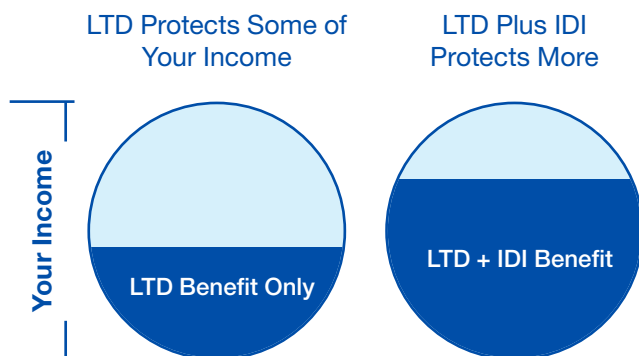 LTD Protects Some of
Your Income
LTD Plus IDI
Protects More
Your Income
LTD Benefit Only
LTD + IDI Benefit